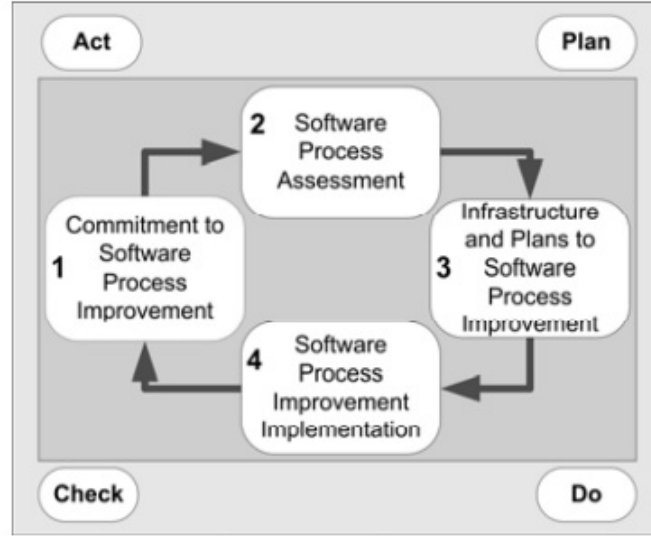 Act
Plan
2 Software
Process
Assessment
Commitment to
1 Software
Process
Improvement
Infrastructure
and Plans to
3 Software
Process
Improvement
4 Software
Process
Improvement
Implementation
Check
Do